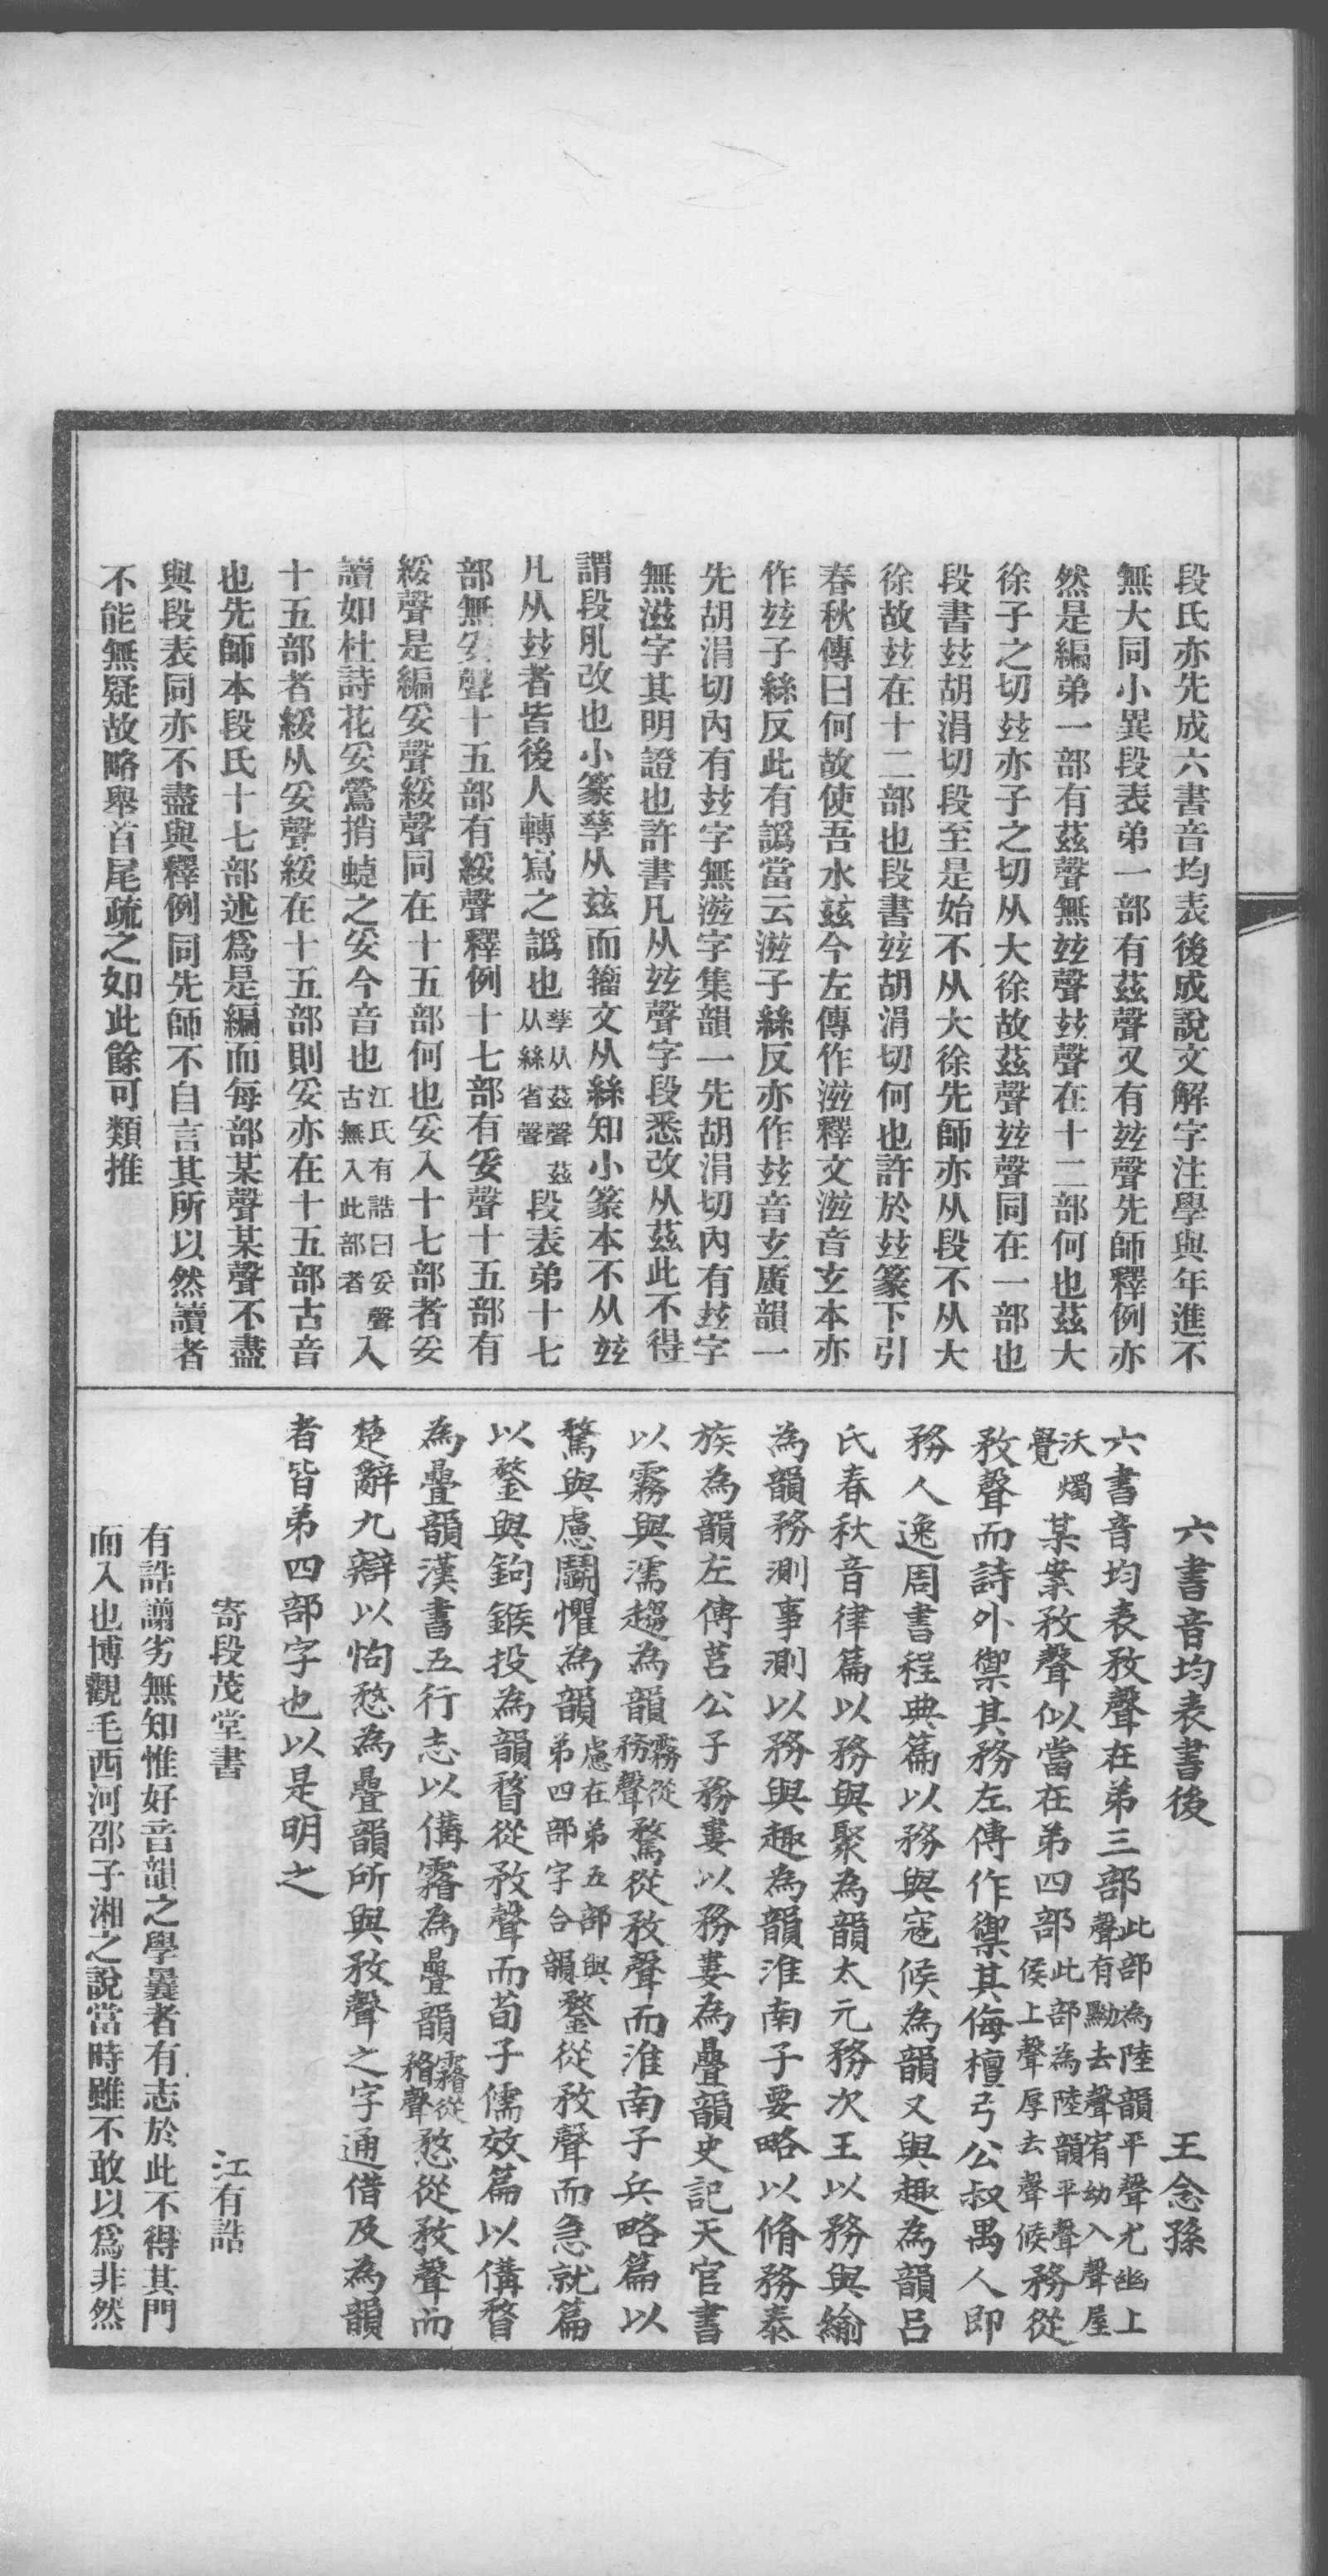 段氏亦先成六書音均表後成說文解字注學與年進不
無大同小異段表弟一部有茲聲又有玆聲先師釋例亦
然是編弟一部有茲聲無玆聲玆聲在十二部何也茲大
徐子之切玆亦子之切从大徐故茲聲玆聲同在一部也
段書玆胡涓切段至是始不从大徐先師亦从段不从大
徐故玆在十二部也段書玆胡涓切何也許於玆篆下引
春秋傳曰何故使吾水玆今左傳作滋釋文滋音玄本亦
作玆子絲反此有譌當云滋子絲反亦作玆音玄廣韻一
先胡涓切內有玆字無滋字集韻一先胡涓切內有玆字
無滋字其明證也許書凡从玆聲字段悉改从茲此不得
謂段肊改也小篆孳从茲而籀文从絲知小篆本不从玆
凡从玆者皆後人轉寫之譌也孳从茲聲茲从絲省聲段表弟十七
部無妥聲十五部有綏聲釋例十七部有妥聲十五部有
綏聲是編妥聲綏聲同在十五部何也妥入十七部者妥
讀如杜詩花妥鶯捎蜨之妥今音也江氏有誥曰妥聲古無入此部者入
十五部者綏从妥聲綏在十五部則妥亦在十五部古音
也先師本段氏十七部述爲是編而每部某聲某聲不盡
與段表同亦不盡與釋例同先師不自言其所以然讀者
不能無疑故略舉首尾疏之如此餘可類推
六書音均表書後 王念孫
六書音均表敄聲在弟三部此部為陸韻平聲尤幽上聲有黝去聲宥幼入聲屋
沃燭覺某案敄聲似當在弟四部此部為陸韻平聲侯上聲厚去聲候務從
敄聲而詩外禦其務左傳作禦其侮檀弓公叔禺人即
務人逸周書程典篇以務與寇候為韻又與趣為韻呂
氏春秋音律篇以務與聚為韻太元務次王以務與緰
為韻務測事測以務與趣為韻淮南子要略以脩務泰
族為韻左傳莒公子務婁以務婁為疊韻史記天官書
以霧與濡趨為韻霧從務聲騖從敄聲而淮南子兵略篇以
騖與慮鬭懼為韻慮在弟五部與弟四部字合韻鍪從敄聲而急就篇
以鍪與鉤鍭投為韻瞀從敄聲而荀子儒效篇以傋瞀
為疊韻漢書五行志以傋霿為疊韻霿從瞀聲愗從敄聲而
楚辭九辯以怐愗為疊韻所與敄聲之字通借及為韻
者皆弟四部字也以是明之
寄段茂堂書 江有誥
有誥譾劣無知惟好音韻之學曩者有志於此不得其門
而入也博觀毛西河邵子湘之說當時雖不敢以爲非然